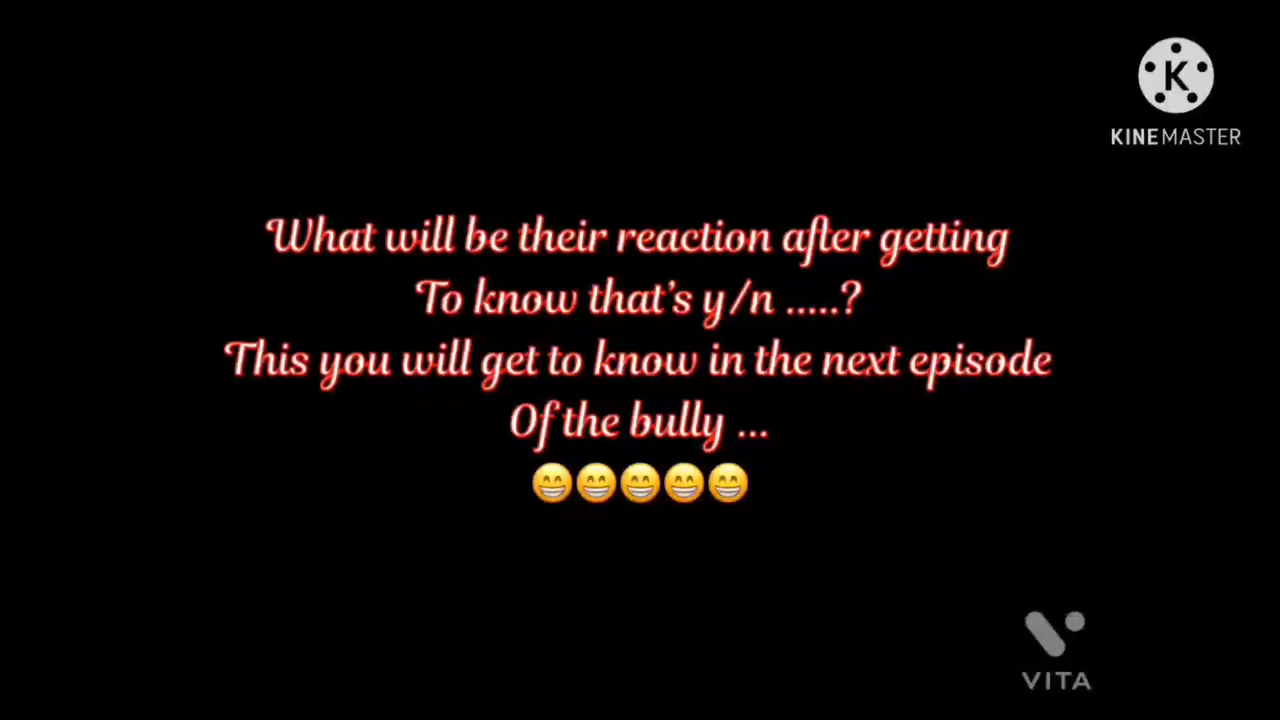 K
KINEMASTER
What will be their reaction after getting
To know that's y/n .....?
This you will get to know in the next episode
Of the bully ...
😁😁😁😁😁
VITA